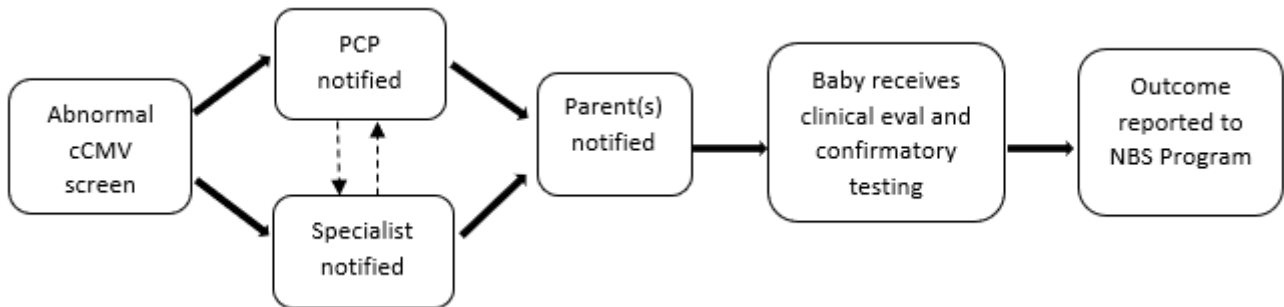 Abnormal
cCMV
screen
PCP
notified
Specialist
notified
Parent(s)
notified
Baby receives
clinical eval and
confirmatory
testing
Outcome
reported to
NBS Program